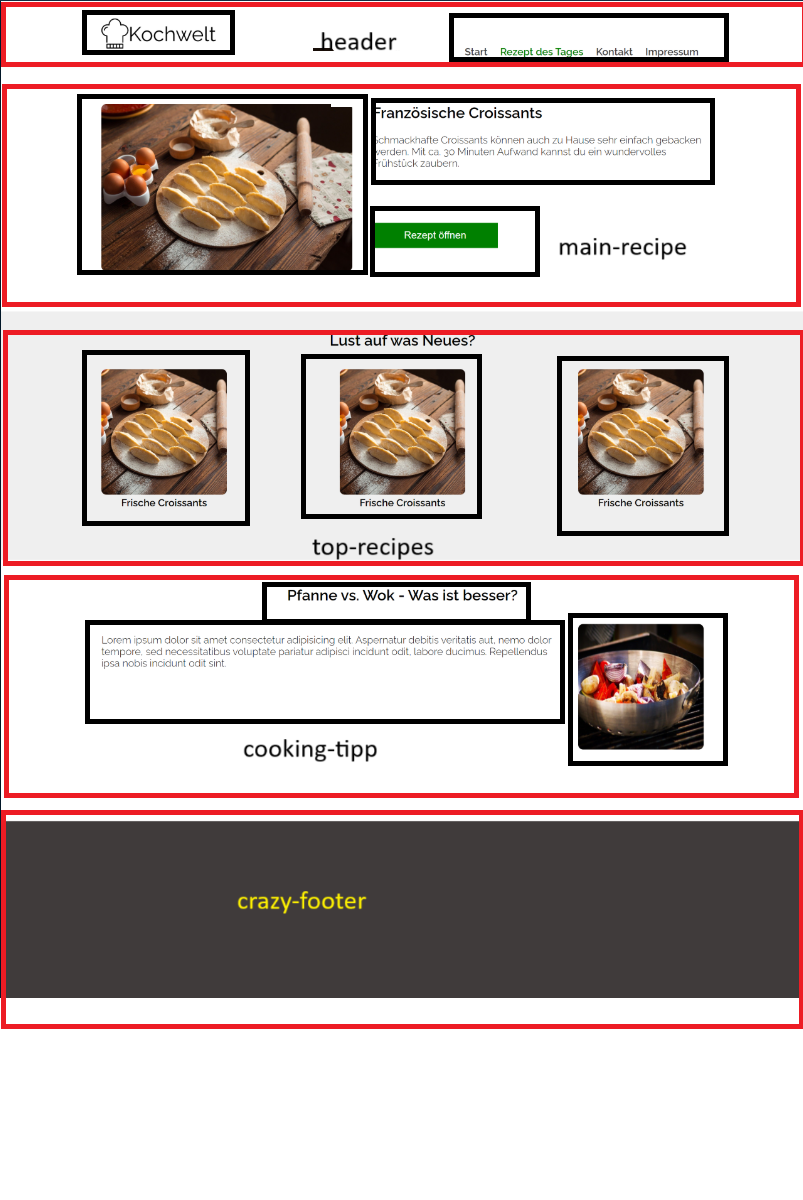 Kochwelt
header
Start Rezept des Tages Kontakt Impressum
Französische Croissants
Schmackhafte Croissants können auch zu Hause sehr einfach gebacken
werden. Mit ca. 30 Minuten Aufwand kannst du ein wundervolles
Frühstück zaubern.
Rezept öffnen
main-recipe
Lust auf was Neues?
Frische Croissants
Frische Croissants
Frische Croissants
top-recipes
Pfanne vs. Wok - Was ist besser?
Lorem ipsum dolor sit amet consectetur adipisicing elit. Aspernatur debitis veritatis aut, nemo dolor
tempore, sed necessitatibus voluptate pariatur adipisci incidunt odit, labore ducimus. Repellendus
ipsa nobis incidunt odit sint.
cooking-tipp
crazy-footer